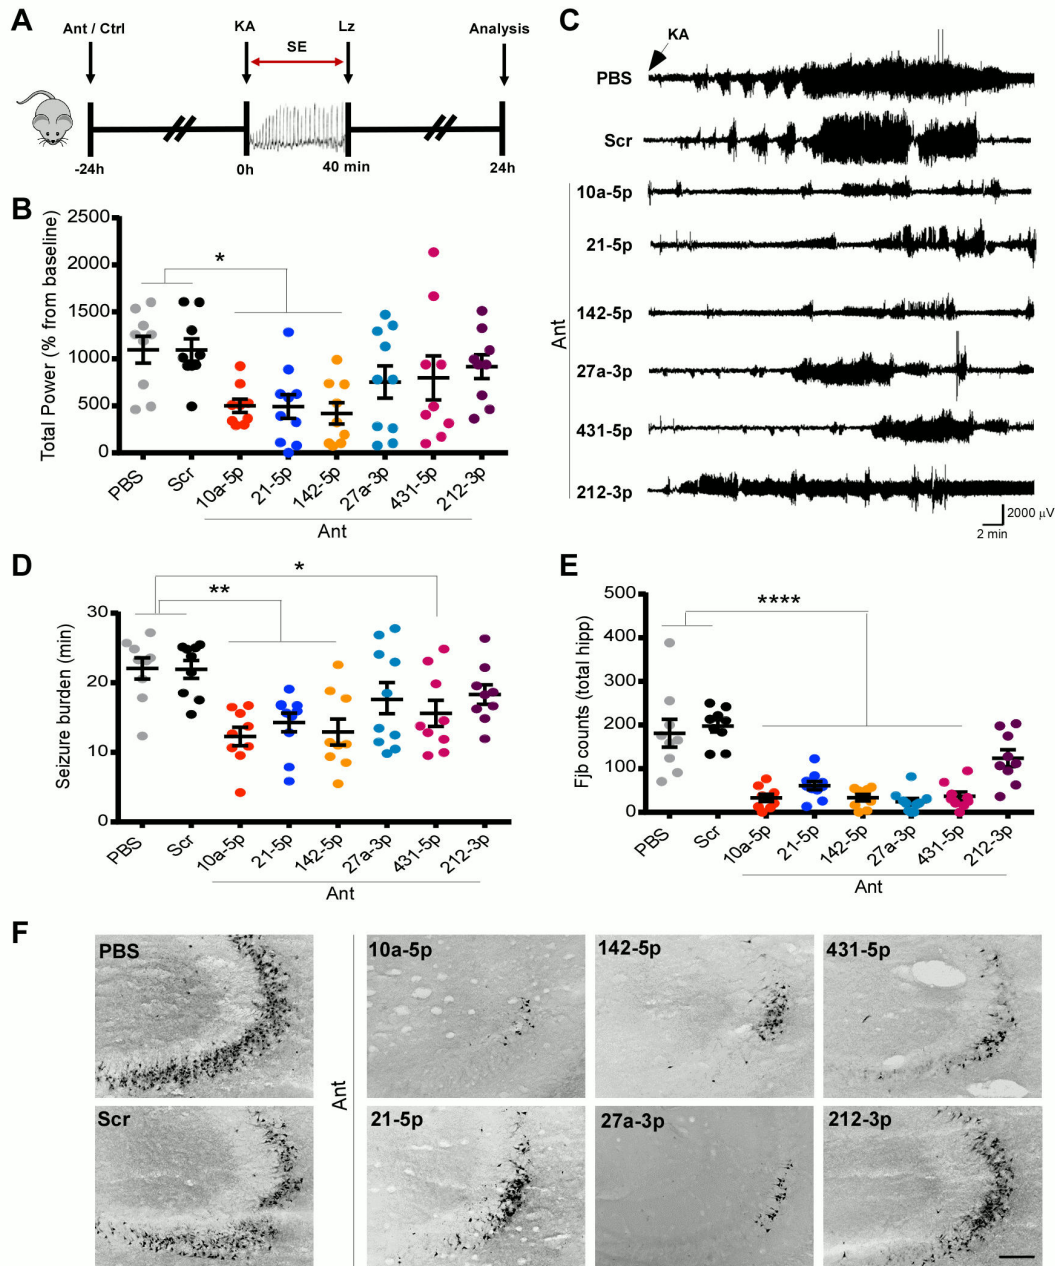 A
Ant / Ctrl
KA
Lz
Analysis
SE
-24h
0h
40 min
24h
B
Total Power (% from baseline)
2500
2000
1500
1000
500
0
*
PBS
Scr
10a-5p
21-5p
142-5p
27a-3p
431-5p
212-3p
Ant
C
KA
PBS
Scr
10a-5p
21-5p
142-5p
27a-3p
431-5p
212-3p
Ant
2000 µV
2 min
D
Seizure burden (min)
30
20
10
0
*
**
PBS
Scr
10a-5p
21-5p
142-5p
27a-3p
431-5p
212-3p
Ant
E
Fjb counts (total hipp)
500
400
300
200
100
0
****
PBS
Scr
10a-5p
21-5p
142-5p
27a-3p
431-5p
212-3p
Ant
F
PBS
10a-5p
142-5p
431-5p
Ant
Scr
21-5p
27a-3p
212-3p